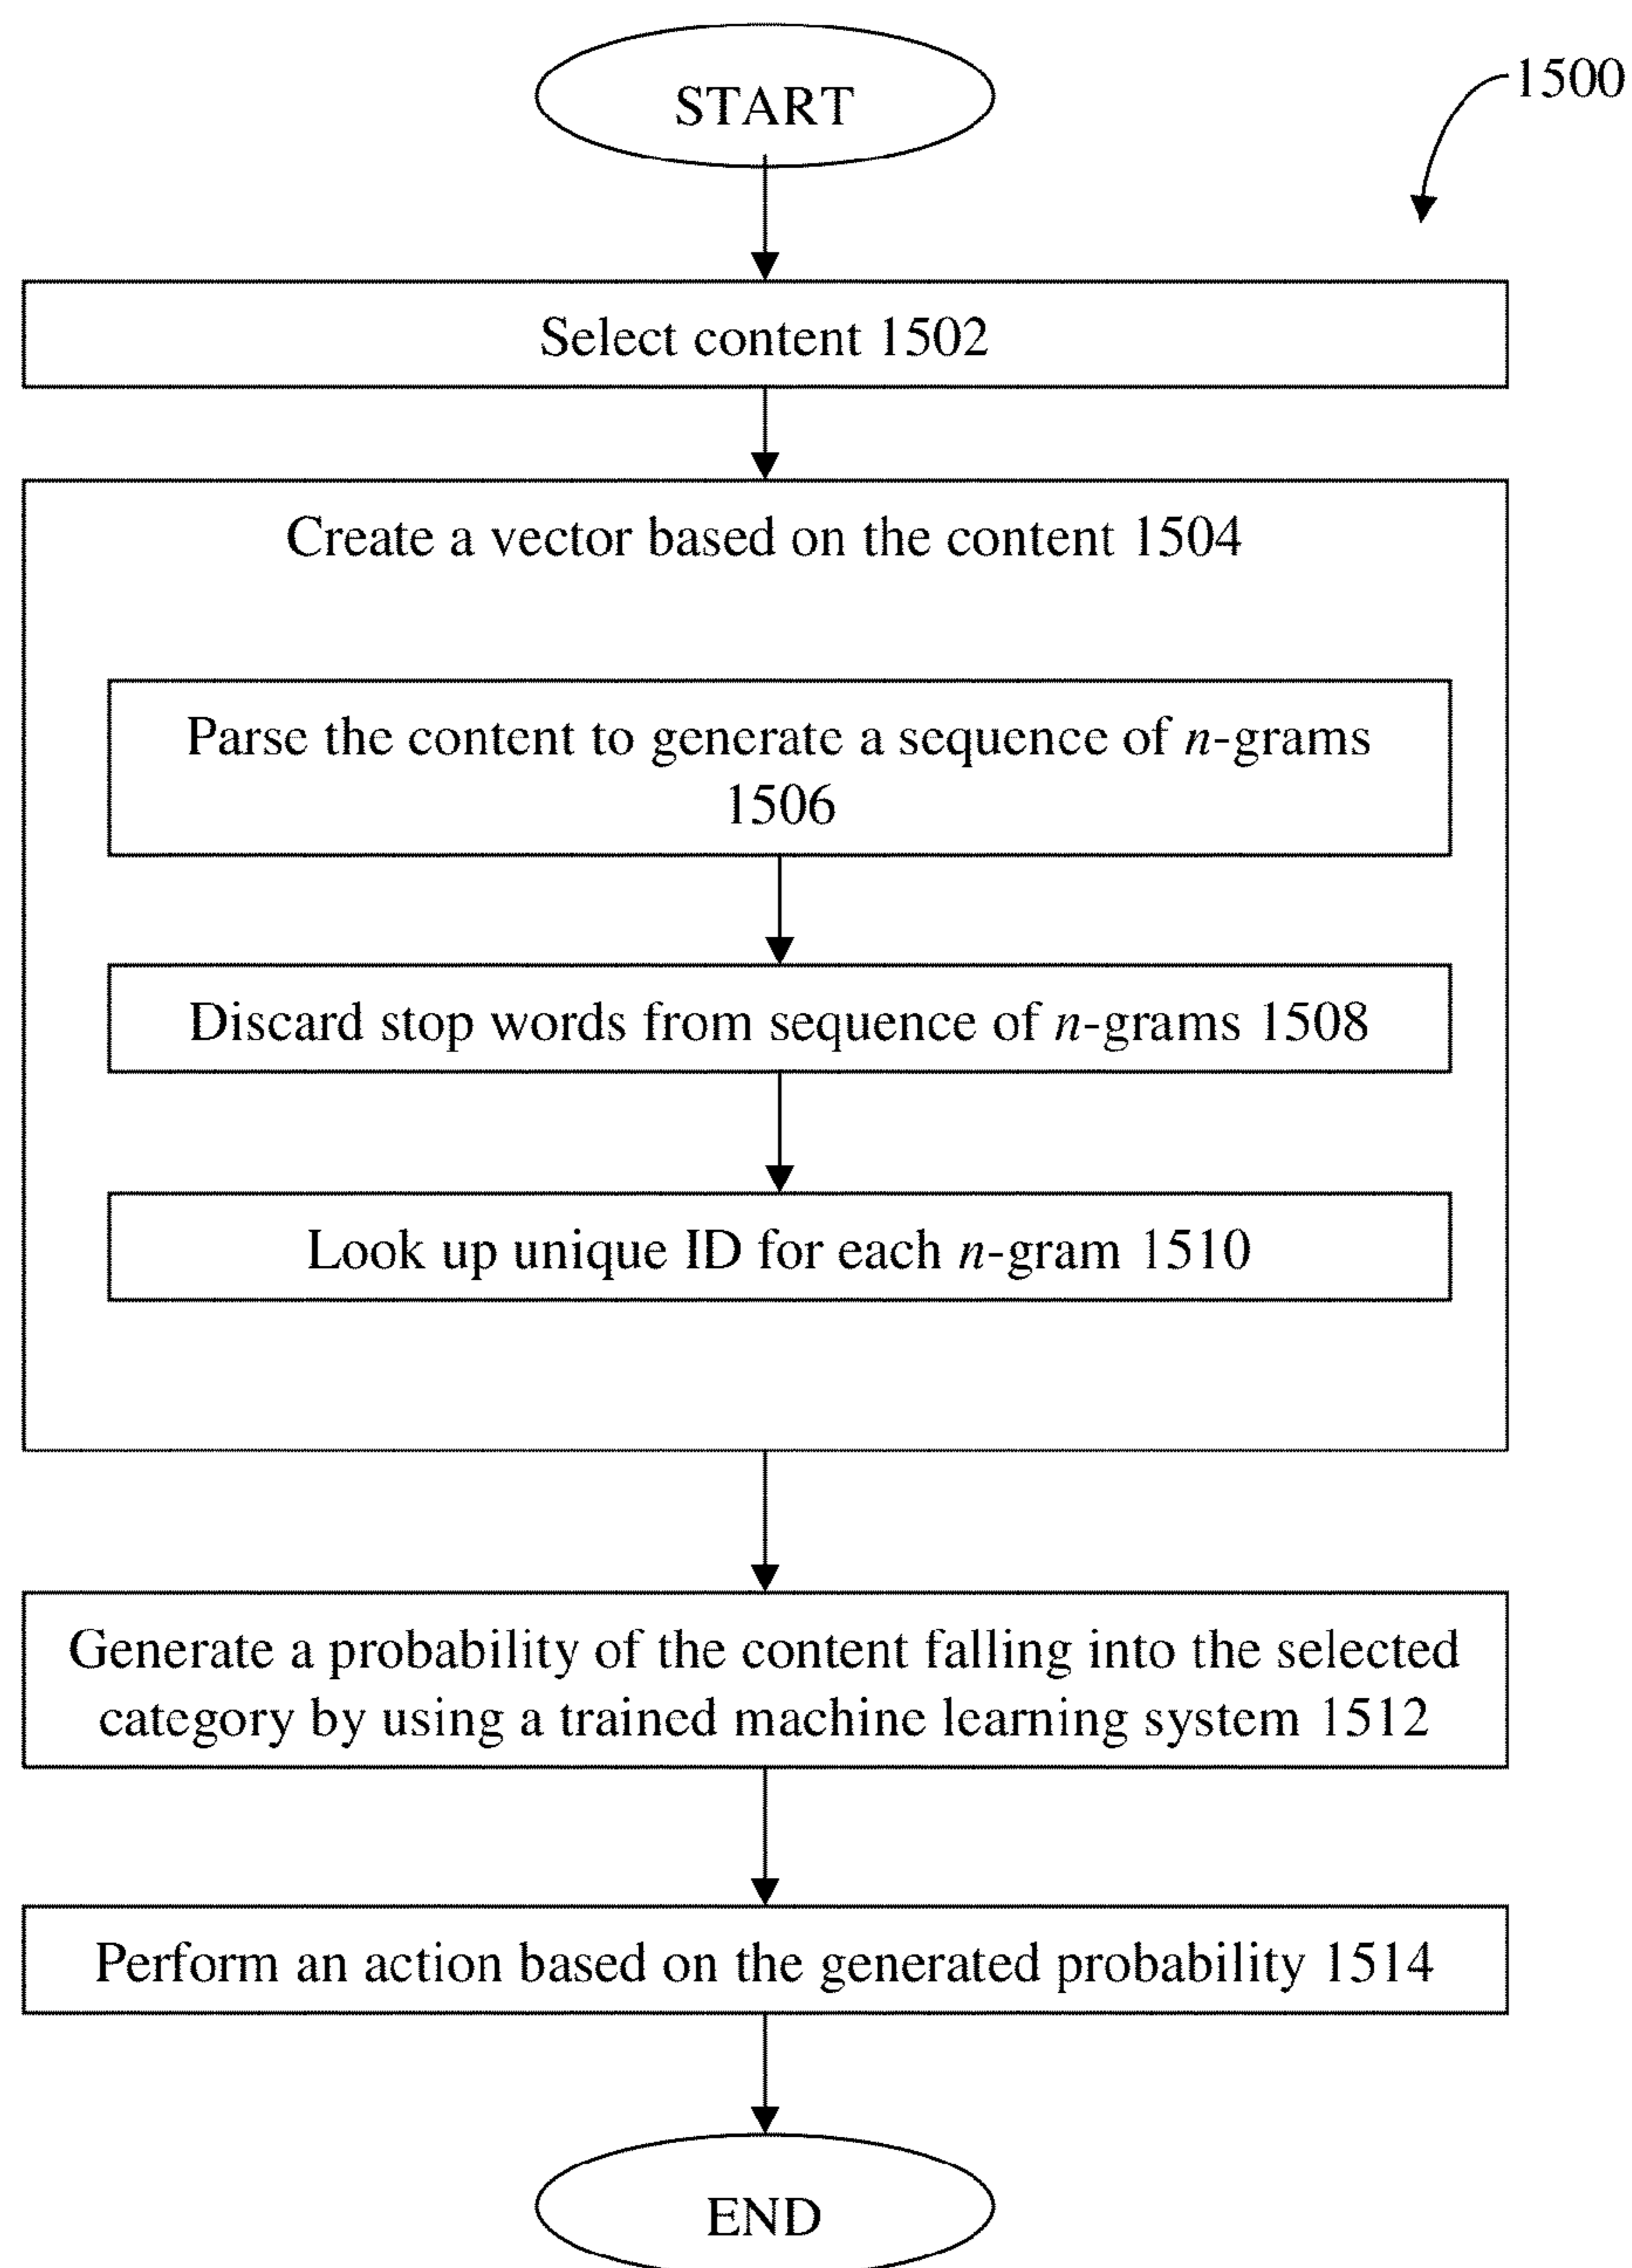 START
1500
Select content 1502
Create a vector based on the content 1504
Parse the content to generate a sequence of n-grams
1506
Discard stop words from sequence of n-grams 1508
Look up unique ID for each n-gram 1510
Generate a probability of the content falling into the selected
category by using a trained machine learning system 1512
Perform an action based on the generated probability 1514
END